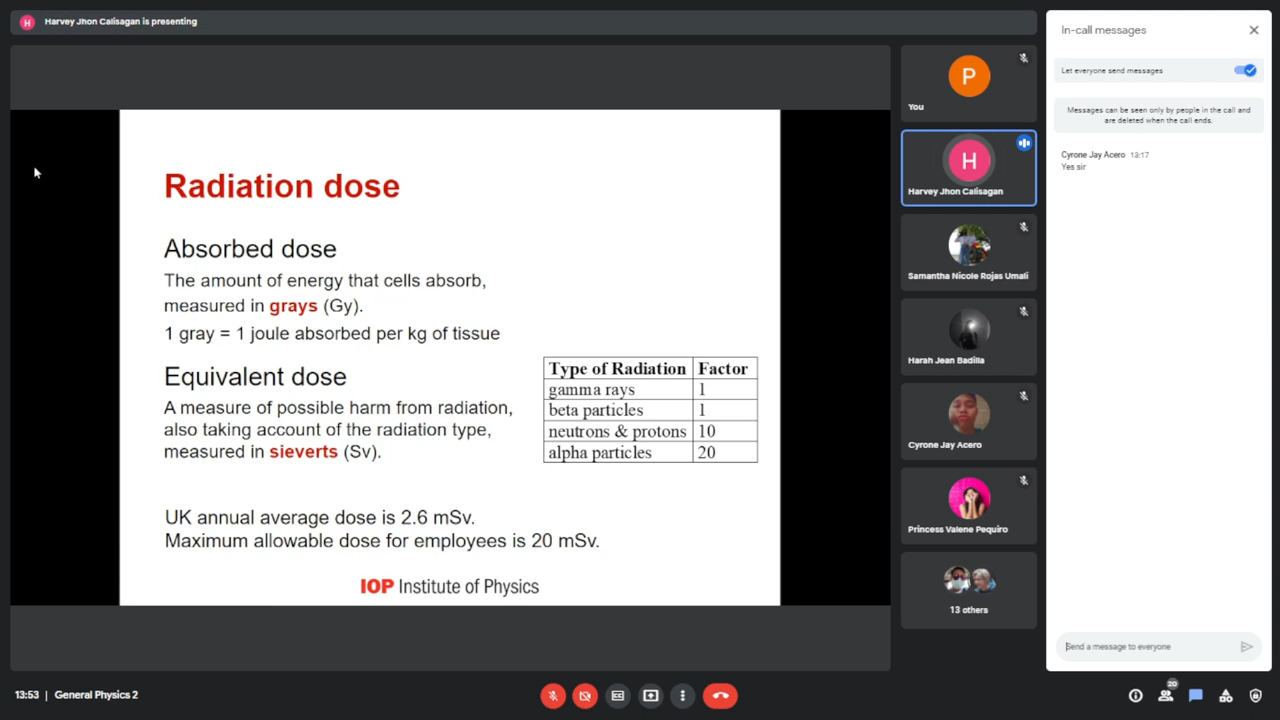 H Harvey Jhon Calisagan is presenting
Radiation dose
Absorbed dose
The amount of energy that cells absorb,
measured in grays (Gy).
1 gray = 1 joule absorbed per kg of tissue
Equivalent dose
A measure of possible harm from radiation,
also taking account of the radiation type,
measured in sieverts (Sv).
Type of Radiation Factor
gamma rays 1
beta particles 1
neutrons & protons 10
alpha particles 20
UK annual average dose is 2.6 mSv.
Maximum allowable dose for employees is 20 mSv.
IOP Institute of Physics
P
You
H
Harvey Jhon Calisagan
Samantha Nicole Rojas Umali
Harah Jean Badilla
Cyrone Jay Acero
Princess Valene Pequiro
13 others
In-call messages
Let everyone send messages
Messages can be seen only by people in the call and
are deleted when the call ends.
Cyrone Jay Acero 13:17
Yes sir
Send a message to everyone
13:53 | General Physics 2
20